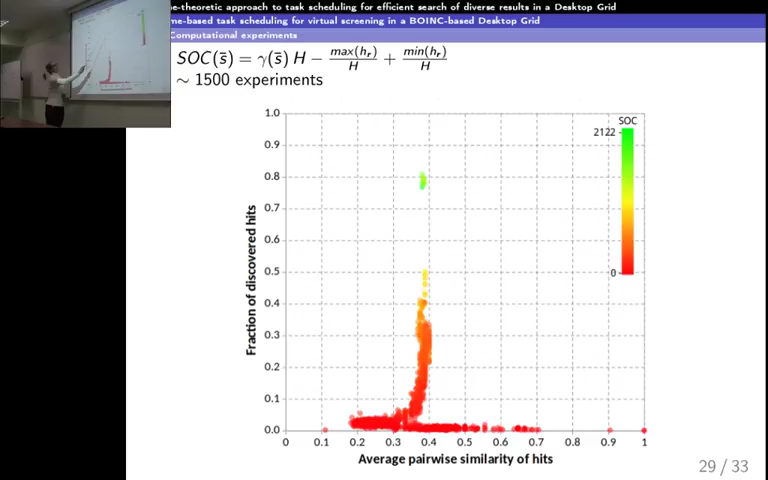 e-theoretic approach to task scheduling for efficient search of diverse results in a Desktop Grid
me-based task scheduling for virtual screening in a BOINC-based Desktop Grid
Computational experiments
SOC(s̅) = γ(s̅) H − max(hᵣ)/H + min(hᵣ)/H
∼ 1500 experiments
SOC
2122
0
Fraction of discovered hits
1.0
0.9
0.8
0.7
0.6
0.5
0.4
0.3
0.2
0.1
0.0
0 0.1 0.2 0.3 0.4 0.5 0.6 0.7 0.8 0.9 1
Average pairwise similarity of hits
29 / 33